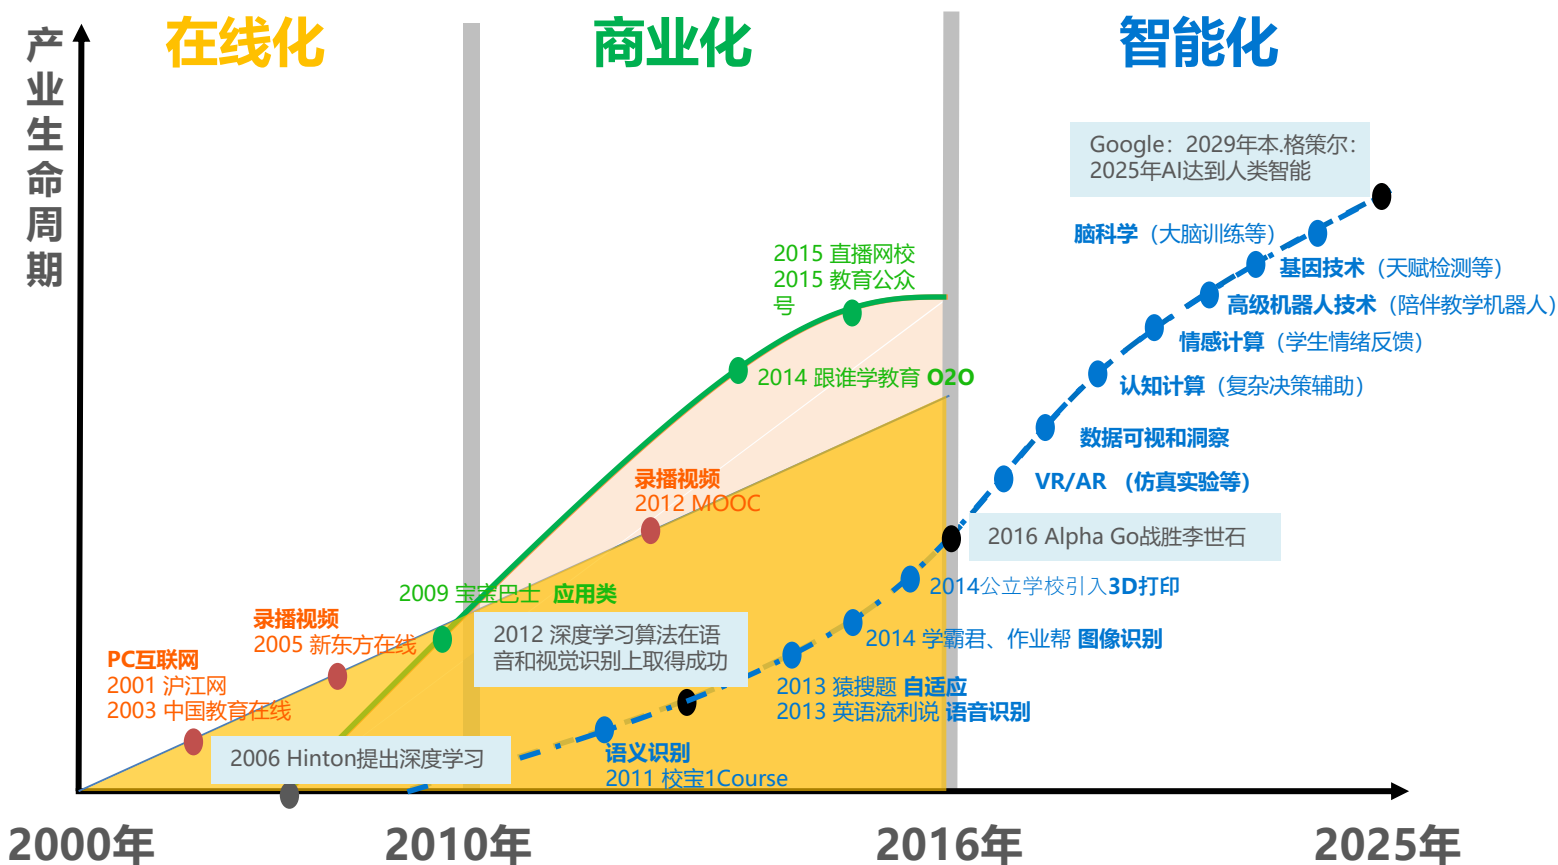 在线化
商业化
智能化
产业生命周期
Google：2029年本.格策尔：
2025年AI达到人类智能
脑科学（大脑训练等）
基因技术（天赋检测等）
高级机器人技术（陪伴教学机器人）
情感计算（学生情绪反馈）
认知计算（复杂决策辅助）
数据可视和洞察
VR/AR （仿真实验等）
2016 Alpha Go战胜李世石
2015 直播网校
2015 教育公众
号
2014 跟谁学教育 O2O
录播视频
2012 MOOC
2009 宝宝巴士 应用类
2014公立学校引入3D打印
录播视频
2005 新东方在线
2012 深度学习算法在语
音和视觉识别上取得成功
2014 学霸君、作业帮 图像识别
PC互联网
2001 沪江网
2003 中国教育在线
2013 猿搜题 自适应
2013 英语流利说 语音识别
2006 Hinton提出深度学习
语义识别
2011 校宝1Course
2000年
2010年
2016年
2025年